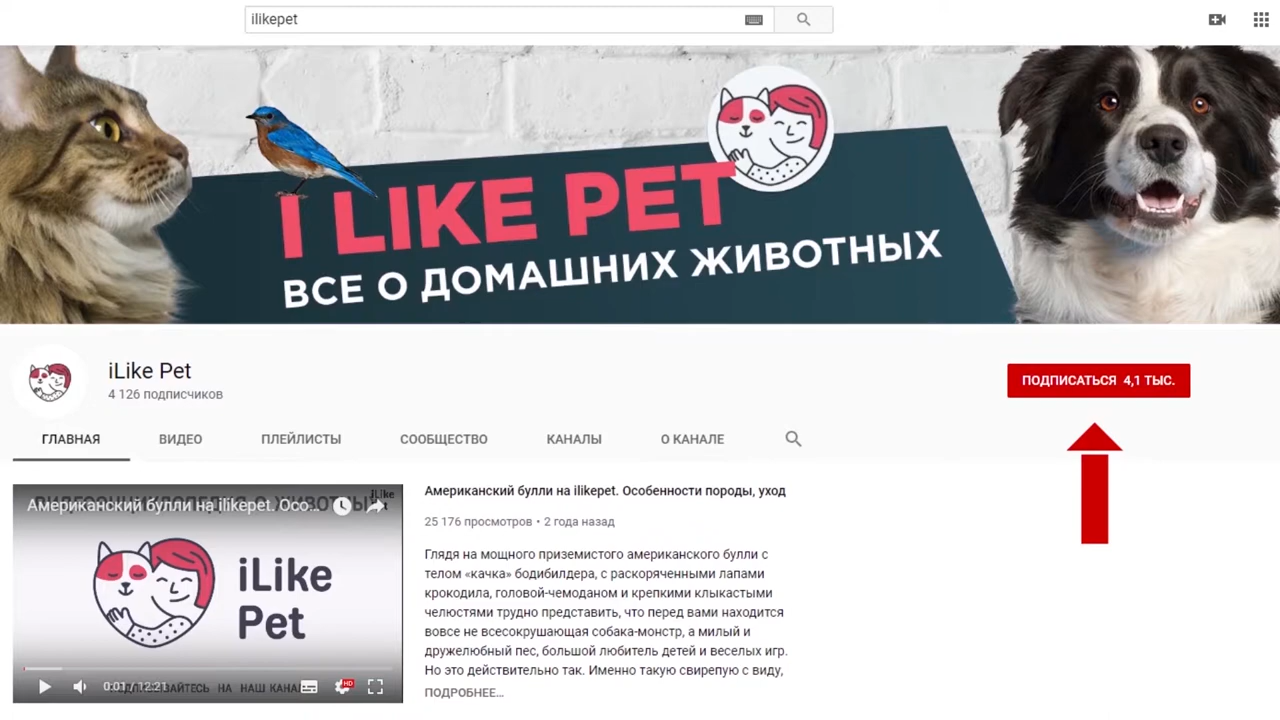 ilikepet
I LIKE PET
ВСЕ О ДОМАШНИХ ЖИВОТНЫХ
iLike Pet
4 126 подписчиков
ПОДПИСАТЬСЯ 4,1 ТЫС.
ГЛАВНАЯ ВИДЕО ПЛЕЙЛИСТЫ СООБЩЕСТВО КАНАЛЫ О КАНАЛЕ
Американский булли на ilikepet. Осо...
iLike
Pet
0:01 / 12:21
HD
Американский булли на ilikepet. Особенности породы, уход
25 176 просмотров • 2 года назад
Глядя на мощного приземистого американского булли с
телом «качка» бодибилдера, с раскоряченными лапами
крокодила, головой-чемоданом и крепкими клыкастыми
челюстями трудно представить, что перед вами находится
вовсе не всесокрушающая собака-монстр, а милый и
дружелюбный пес, большой любитель детей и веселых игр.
Но это действительно так. Именно такую свирепую с виду,
ПОДРОБНЕЕ...